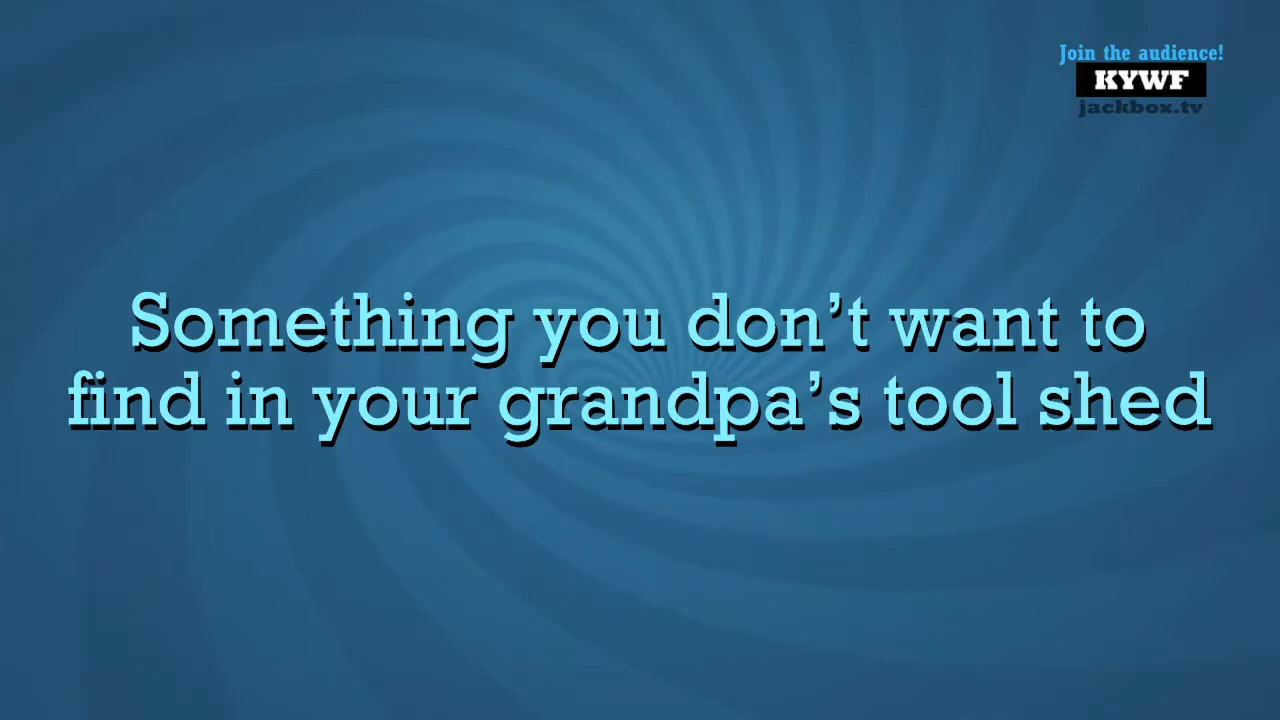 Join the audience!
KYWF
jackbox.tv
Something you don’t want to
find in your grandpa’s tool shed